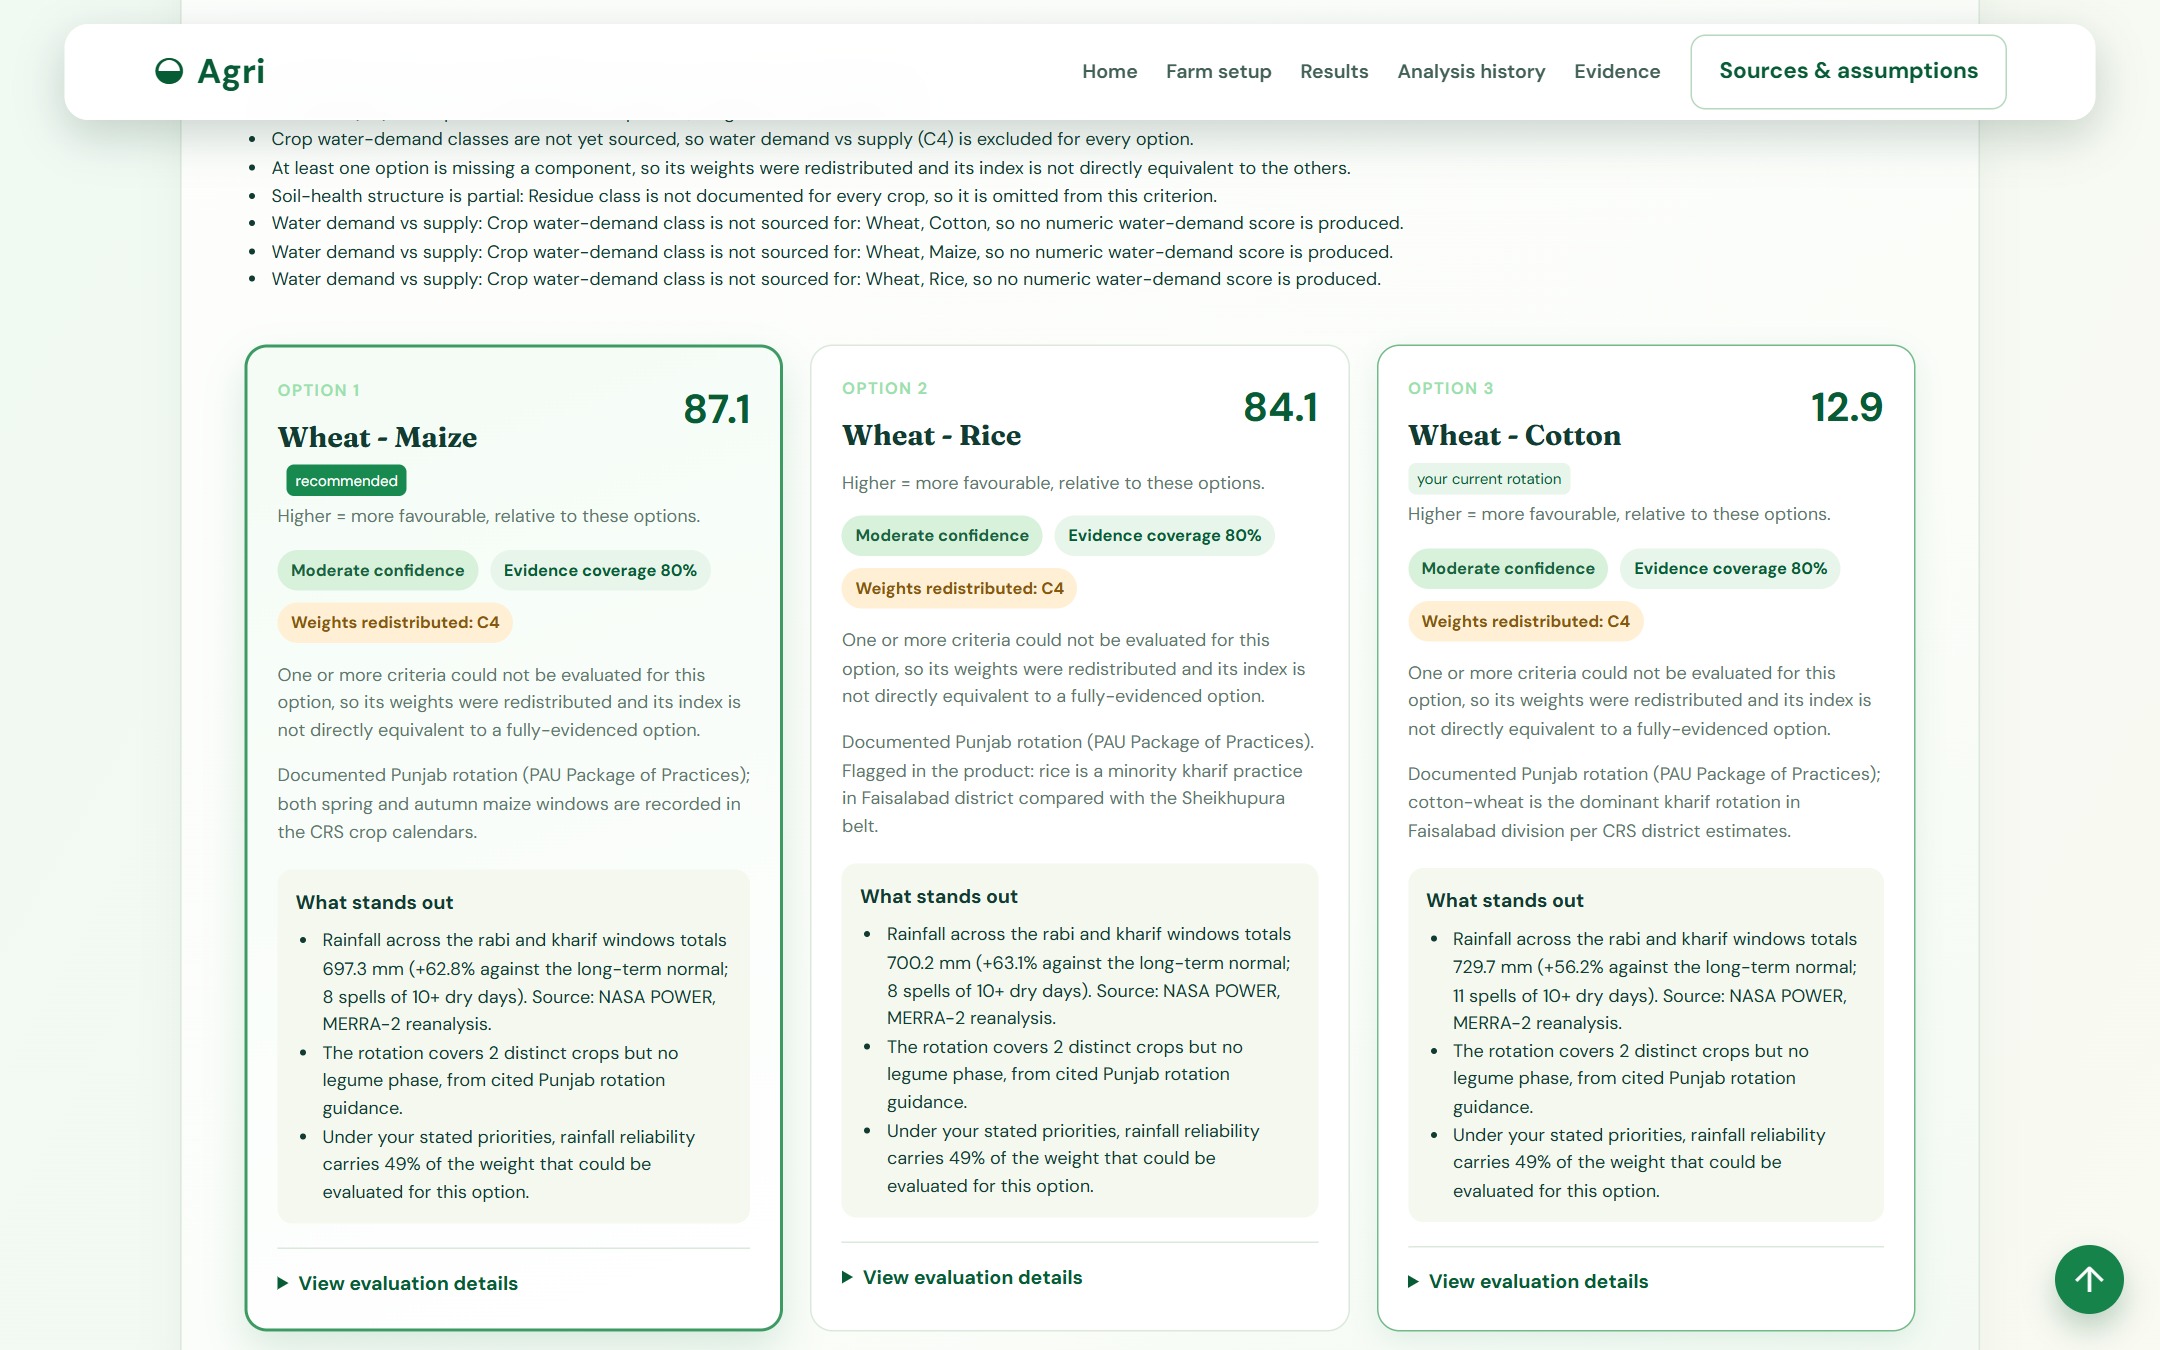 Agri
Home
Farm setup
Results
Analysis history
Evidence
Sources & assumptions
Crop water-demand classes are not yet sourced, so water demand vs supply (C4) is excluded for every option.
At least one option is missing a component, so its weights were redistributed and its index is not directly equivalent to the others.
Soil-health structure is partial: Residue class is not documented for every crop, so it is omitted from this criterion.
Water demand vs supply: Crop water-demand class is not sourced for: Wheat, Cotton, so no numeric water-demand score is produced.
Water demand vs supply: Crop water-demand class is not sourced for: Wheat, Maize, so no numeric water-demand score is produced.
Water demand vs supply: Crop water-demand class is not sourced for: Wheat, Rice, so no numeric water-demand score is produced.
OPTION 1
87.1
Wheat - Maize
recommended
Higher = more favourable, relative to these options.
Moderate confidence
Evidence coverage 80%
Weights redistributed: C4
One or more criteria could not be evaluated for this
option, so its weights were redistributed and its index is
not directly equivalent to a fully-evidenced option.
Documented Punjab rotation (PAU Package of Practices);
both spring and autumn maize windows are recorded in
the CRS crop calendars.
What stands out
Rainfall across the rabi and kharif windows totals
697.3 mm (+62.8% against the long-term normal;
8 spells of 10+ dry days). Source: NASA POWER,
MERRA-2 reanalysis.
The rotation covers 2 distinct crops but no
legume phase, from cited Punjab rotation
guidance.
Under your stated priorities, rainfall reliability
carries 49% of the weight that could be
evaluated for this option.
View evaluation details
OPTION 2
84.1
Wheat - Rice
Higher = more favourable, relative to these options.
Moderate confidence
Evidence coverage 80%
Weights redistributed: C4
One or more criteria could not be evaluated for this
option, so its weights were redistributed and its index is
not directly equivalent to a fully-evidenced option.
Documented Punjab rotation (PAU Package of Practices).
Flagged in the product: rice is a minority kharif practice
in Faisalabad district compared with the Sheikhupura
belt.
What stands out
Rainfall across the rabi and kharif windows totals
700.2 mm (+63.1% against the long-term normal;
8 spells of 10+ dry days). Source: NASA POWER,
MERRA-2 reanalysis.
The rotation covers 2 distinct crops but no
legume phase, from cited Punjab rotation
guidance.
Under your stated priorities, rainfall reliability
carries 49% of the weight that could be
evaluated for this option.
View evaluation details
OPTION 3
12.9
Wheat - Cotton
your current rotation
Higher = more favourable, relative to these options.
Moderate confidence
Evidence coverage 80%
Weights redistributed: C4
One or more criteria could not be evaluated for this
option, so its weights were redistributed and its index is
not directly equivalent to a fully-evidenced option.
Documented Punjab rotation (PAU Package of Practices);
cotton-wheat is the dominant kharif rotation in
Faisalabad division per CRS district estimates.
What stands out
Rainfall across the rabi and kharif windows totals
729.7 mm (+56.2% against the long-term normal;
11 spells of 10+ dry days). Source: NASA POWER,
MERRA-2 reanalysis.
The rotation covers 2 distinct crops but no
legume phase, from cited Punjab rotation
guidance.
Under your stated priorities, rainfall reliability
carries 49% of the weight that could be
evaluated for this option.
View evaluation details